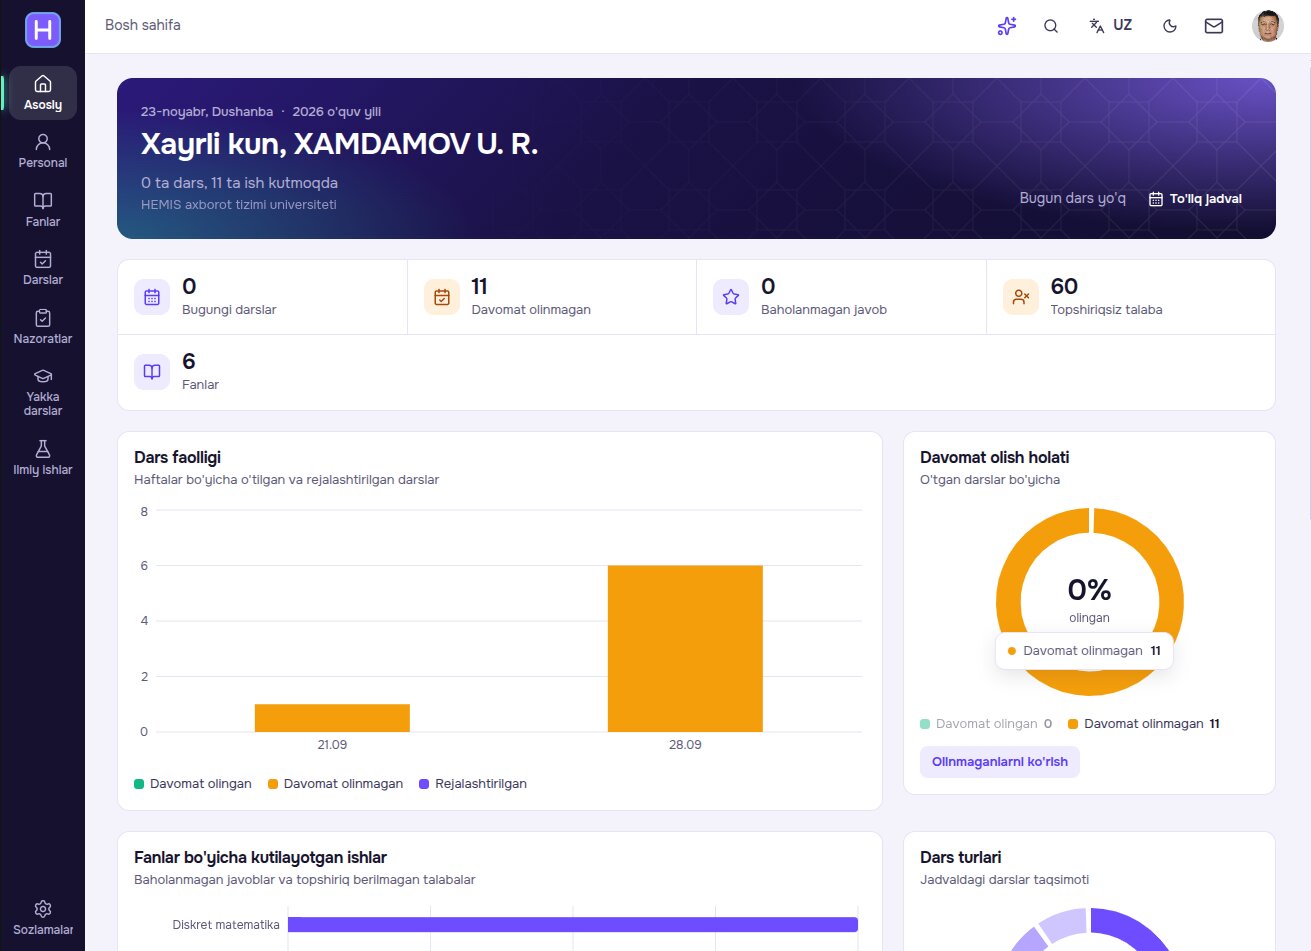 H
Bosh sahifa
UZ
Asosiy
Personal
Fanlar
Darslar
Nazoratlar
Yakka
darslar
Ilmiy ishlar
Sozlamalar
23-noyabr, Dushanba · 2026 o'quv yili
Xayrli kun, XAMDAMOV U. R.
0 ta dars, 11 ta ish kutmoqda
HEMIS axborot tizimi universiteti
Bugun dars yo'q
To'liq jadval
0
Bugungi darslar
11
Davomat olinmagan
0
Baholanmagan javob
60
Topshiriqsiz talaba
6
Fanlar
Dars faolligi
Haftalar bo'yicha o'tilgan va rejalashtirilgan darslar
8
6
4
2
0
21.09
28.09
Davomat olingan
Davomat olinmagan
Rejalashtirilgan
Davomat olish holati
O'tgan darslar bo'yicha
0%
olingan
Davomat olinmagan 11
Davomat olingan 0
Davomat olinmagan 11
Olinmaganlarni ko'rish
Fanlar bo'yicha kutilayotgan ishlar
Baholanmagan javoblar va topshiriq berilmagan talabalar
Diskret matematika
Dars turlari
Jadvaldagi darslar taqsimoti